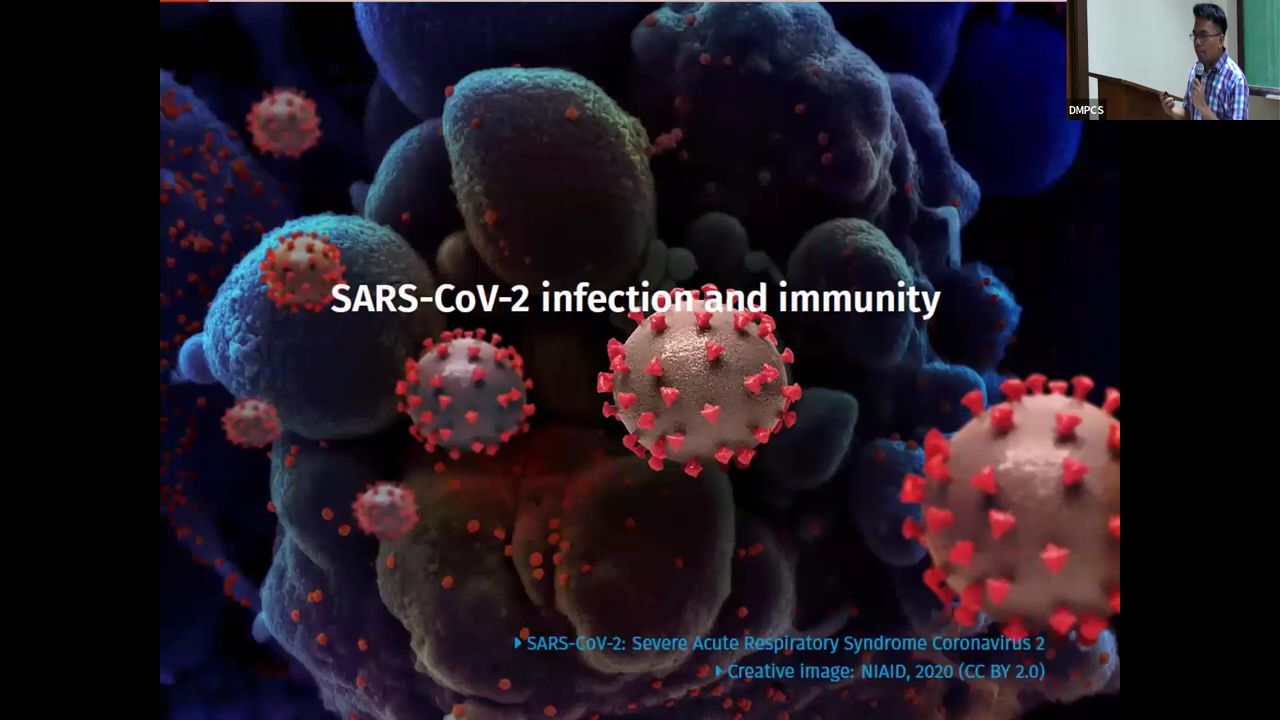 DMPCS
SARS-CoV-2 infection and immunity
SARS-CoV-2: Severe Acute Respiratory Syndrome Coronavirus 2
Creative image: NIAID, 2020 (CC BY 2.0)